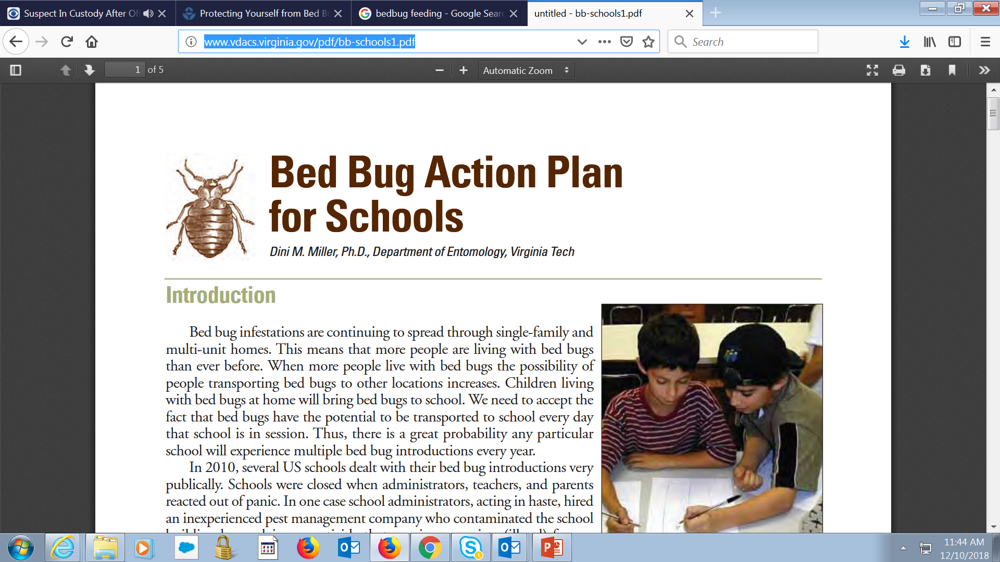 Suspect In Custody After Of
Protecting Yourself from Bed B
bedbug feeding - Google Searc
untitled - bb-schools1.pdf
www.vdacs.virginia.gov/pdf/bb-schools1.pdf
Search
1 of 5
Automatic Zoom
Bed Bug Action Plan
for Schools
Dini M. Miller, Ph.D., Department of Entomology, Virginia Tech
Introduction
Bed bug infestations are continuing to spread through single-family and
multi-unit homes. This means that more people are living with bed bugs
than ever before. When more people live with bed bugs the possibility of
people transporting bed bugs to other locations increases. Children living
with bed bugs at home will bring bed bugs to school. We need to accept the
fact that bed bugs have the potential to be transported to school every day
that school is in session. Thus, there is a great probability any particular
school will experience multiple bed bug introductions every year.
In 2010, several US schools dealt with their bed bug introductions very
publically. Schools were closed when administrators, teachers, and parents
reacted out of panic. In one case school administrators, acting in haste, hired
an inexperienced pest management company who contaminated the school
11:44 AM
12/10/2018